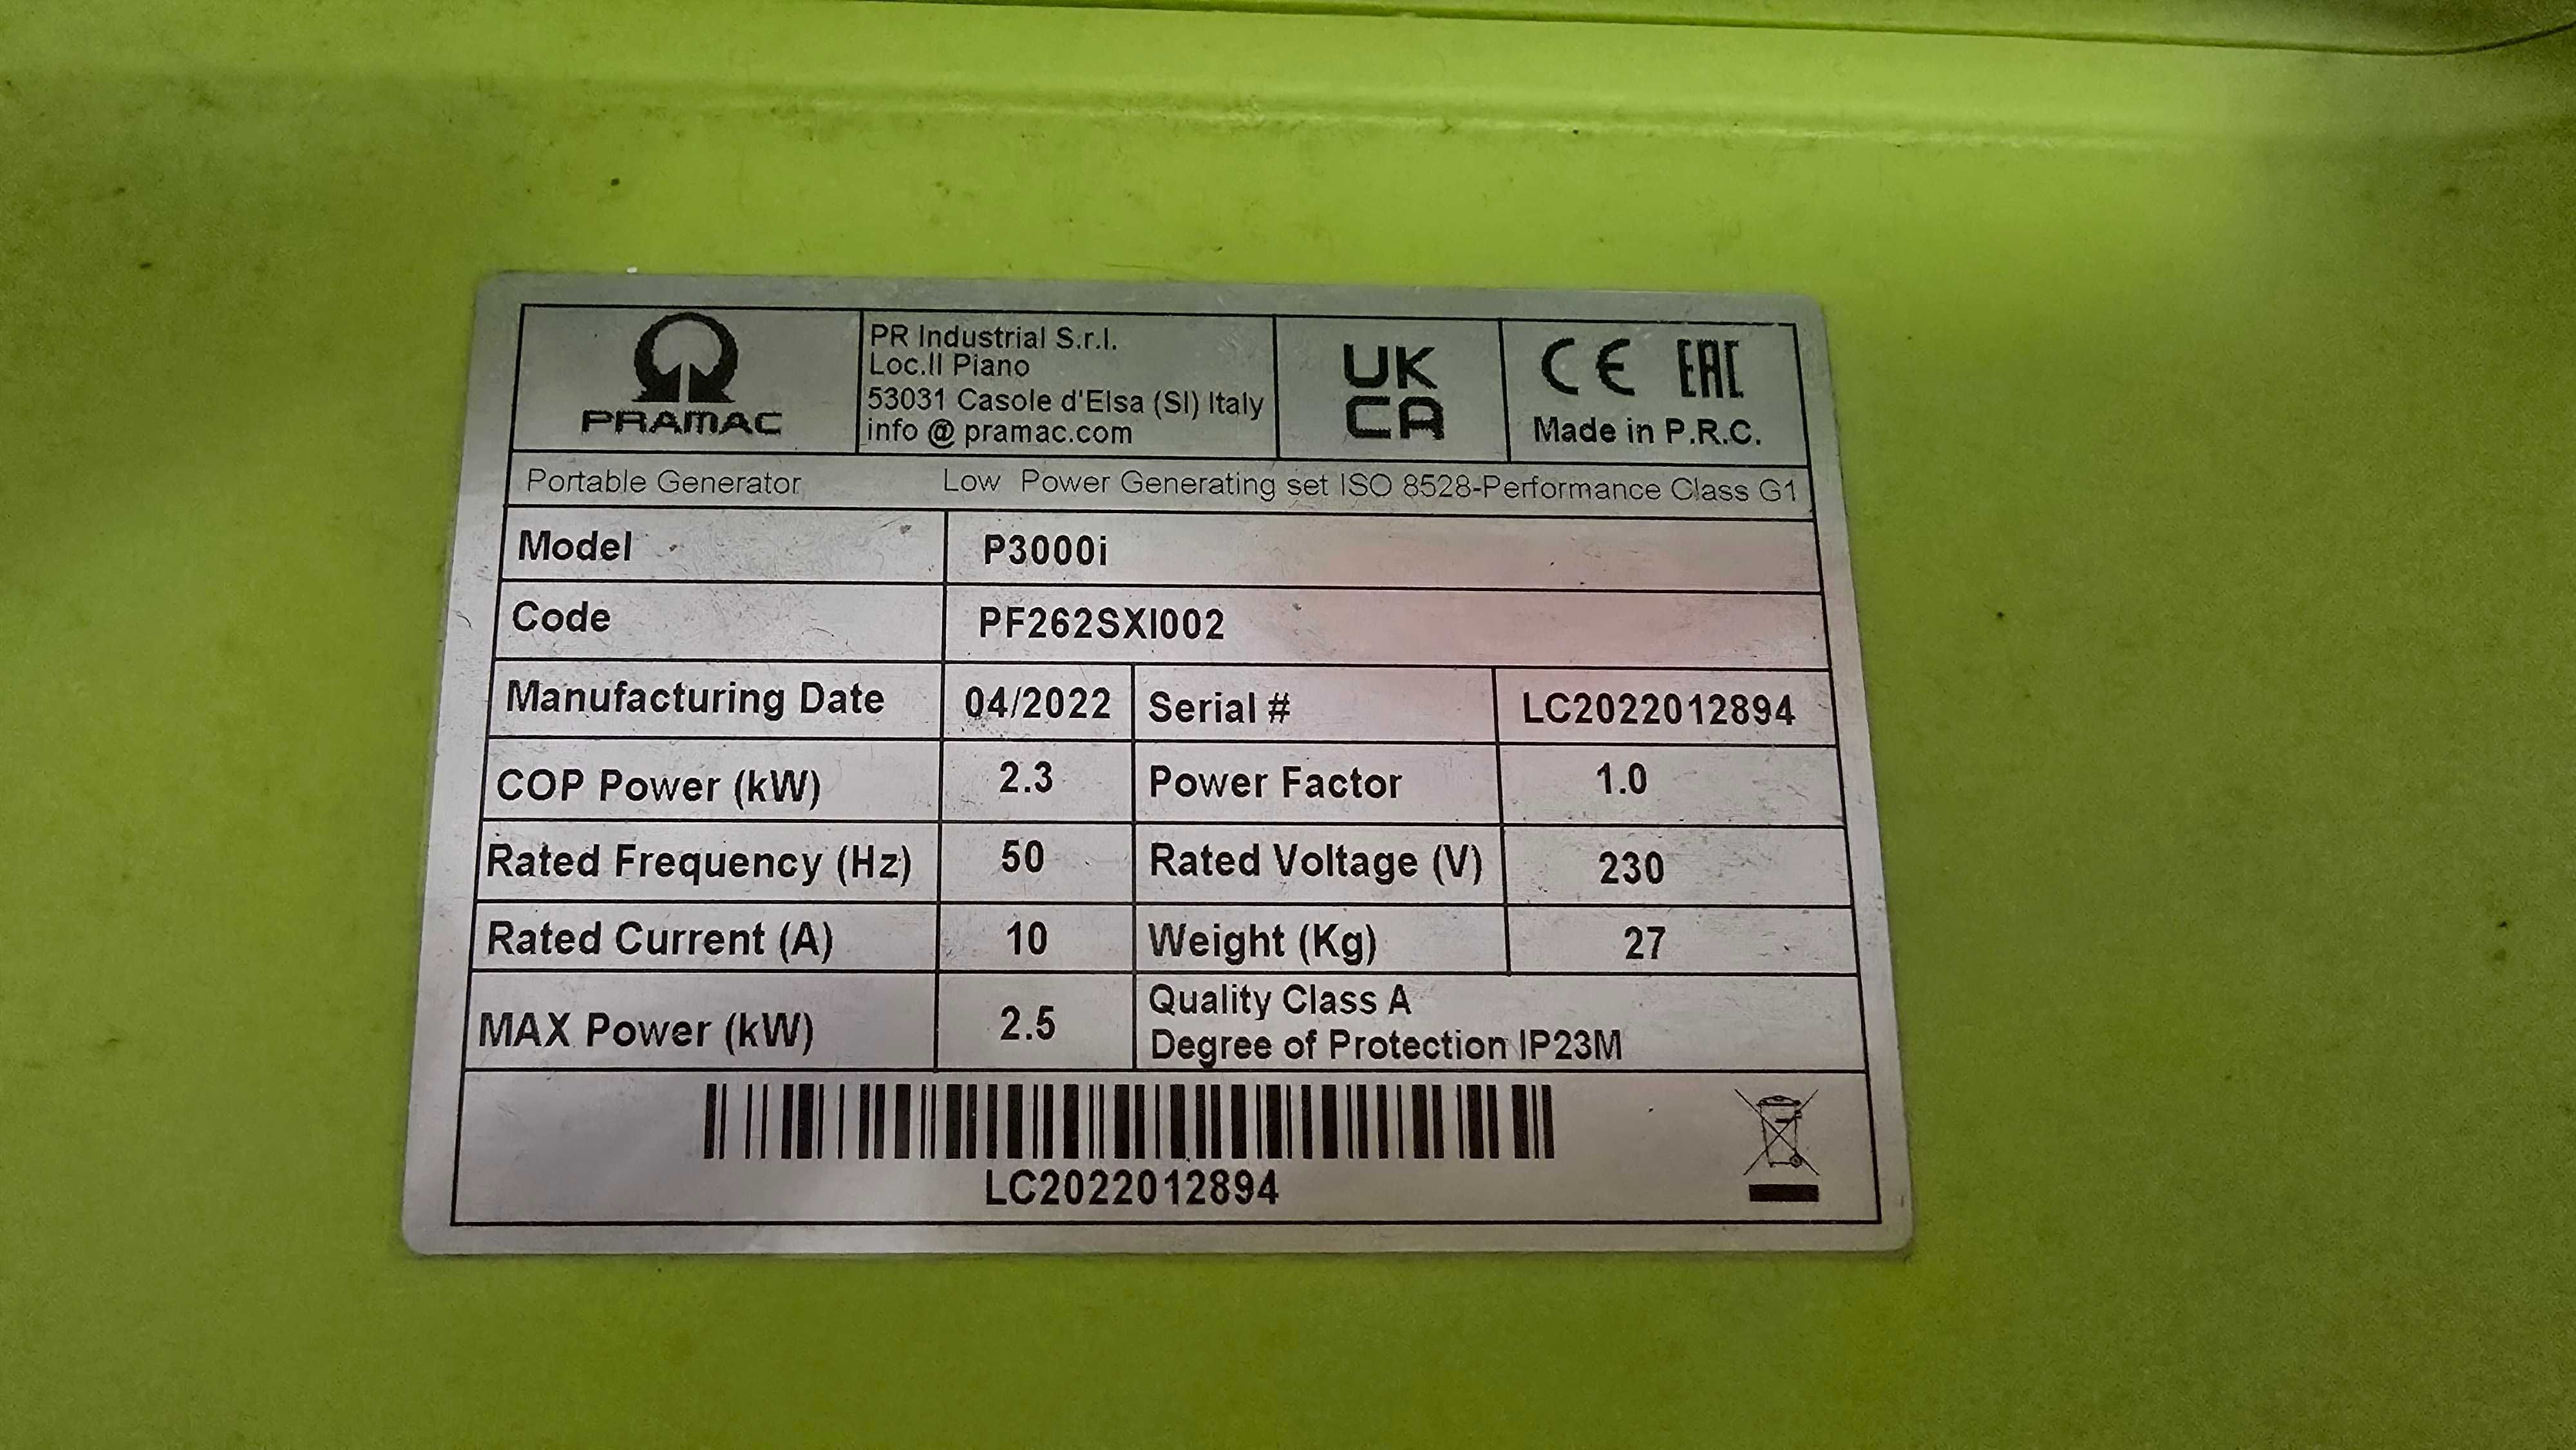 PRAMAC
PR Industrial S.r.l.
Loc.Il Piano
53031 Casole d'Elsa (SI) Italy
info @ pramac.com
UK
CA
CE EAC
Made in P.R.C.
Portable Generator Low Power Generating set ISO 8528-Performance Class G1
Model P3000i
Code PF262SXI002
Manufacturing Date 04/2022 Serial # LC2022012894
COP Power (kW) 2.3 Power Factor 1.0
Rated Frequency (Hz) 50 Rated Voltage (V) 230
Rated Current (A) 10 Weight (Kg) 27
MAX Power (kW) 2.5 Quality Class A
Degree of Protection IP23M
LC2022012894